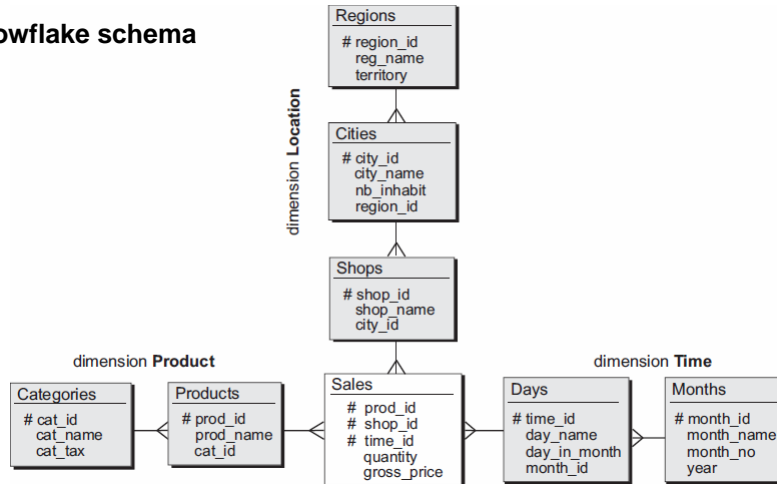 owflake schema
Regions
# region_id
reg_name
territory
dimension Location
Cities
# city_id
city_name
nb_inhabit
region_id
Shops
# shop_id
shop_name
city_id
dimension Product
dimension Time
Categories
# cat_id
cat_name
cat_tax
Products
# prod_id
prod_name
cat_id
Sales
# prod_id
# shop_id
# time_id
quantity
gross_price
Days
# time_id
day_name
day_in_month
month_id
Months
# month_id
month_name
month_no
year